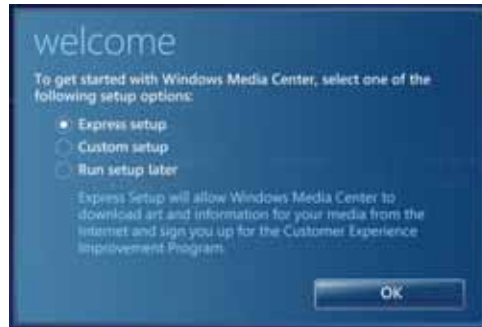 welcome
To get started with Windows Media Center, select one of the
following setup options:
Express setup
Custom setup
Run setup later
Express Setup will allow Windows Media Center to
download art and information for your media from the
Internet and sign you up for the Customer Experience
Improvement Program.
OK